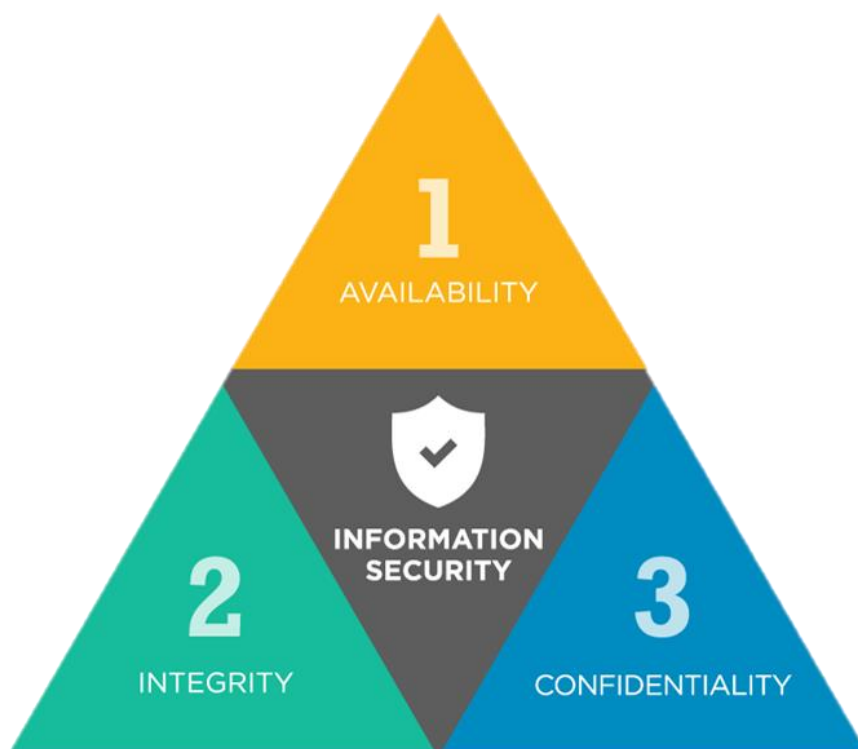 1
AVAILABILITY
INFORMATION
SECURITY
2
INTEGRITY
3
CONFIDENTIALITY